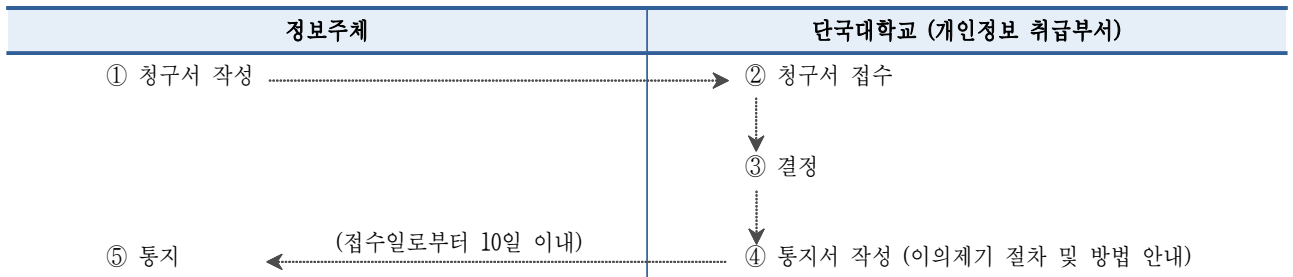 정보주체 단국대학교 (개인정보 취급부서)
① 청구서 작성 ② 청구서 접수
③ 결정
(접수일로부터 10일 이내)
⑤ 통지 ④ 통지서 작성 (이의제기 절차 및 방법 안내)